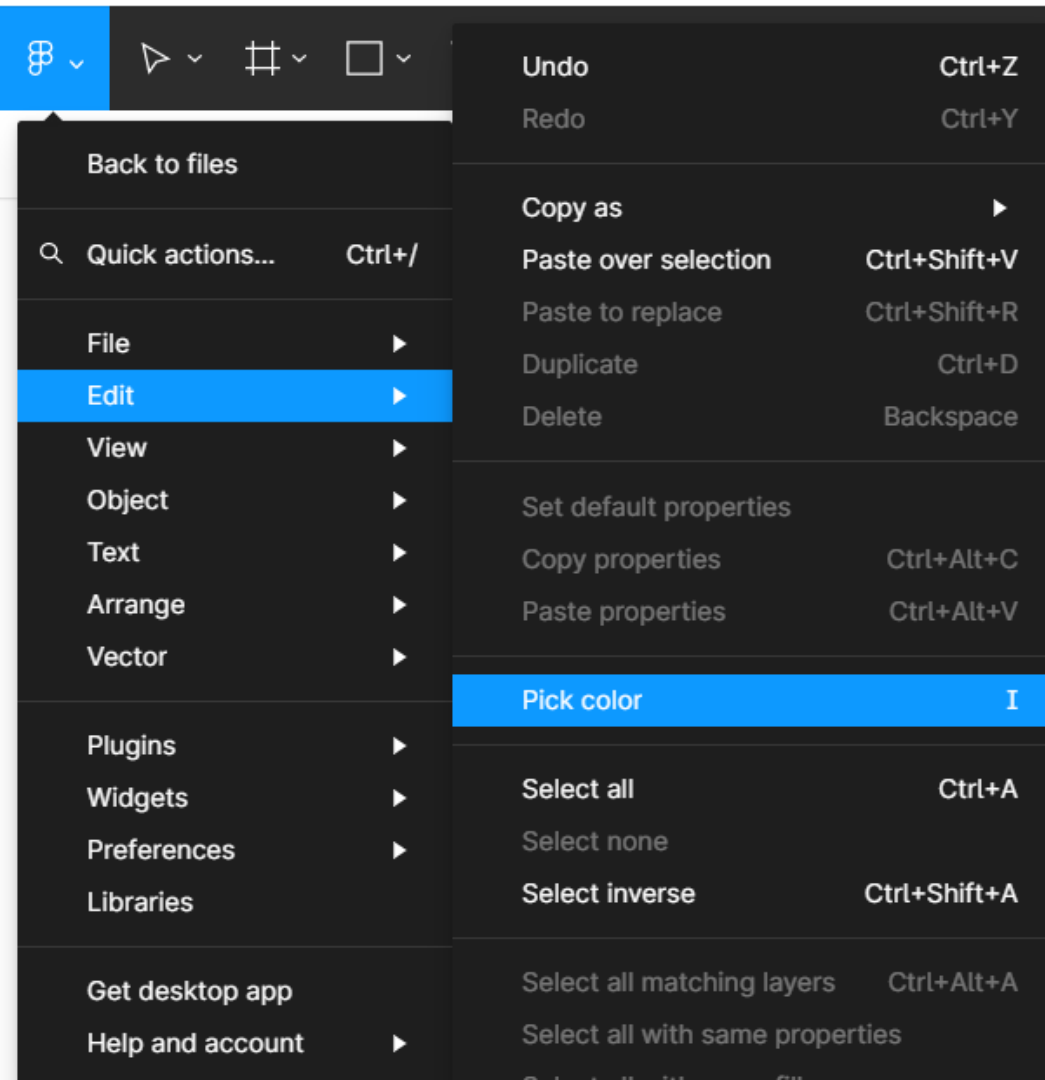 Back to files
Quick actions... Ctrl+/
File
Edit
View
Object
Text
Arrange
Vector
Plugins
Widgets
Preferences
Libraries
Get desktop app
Help and account
Undo Ctrl+Z
Redo Ctrl+Y
Copy as
Paste over selection Ctrl+Shift+V
Paste to replace Ctrl+Shift+R
Duplicate Ctrl+D
Delete Backspace
Set default properties
Copy properties Ctrl+Alt+C
Paste properties Ctrl+Alt+V
Pick color I
Select all Ctrl+A
Select none
Select inverse Ctrl+Shift+A
Select all matching layers Ctrl+Alt+A
Select all with same properties